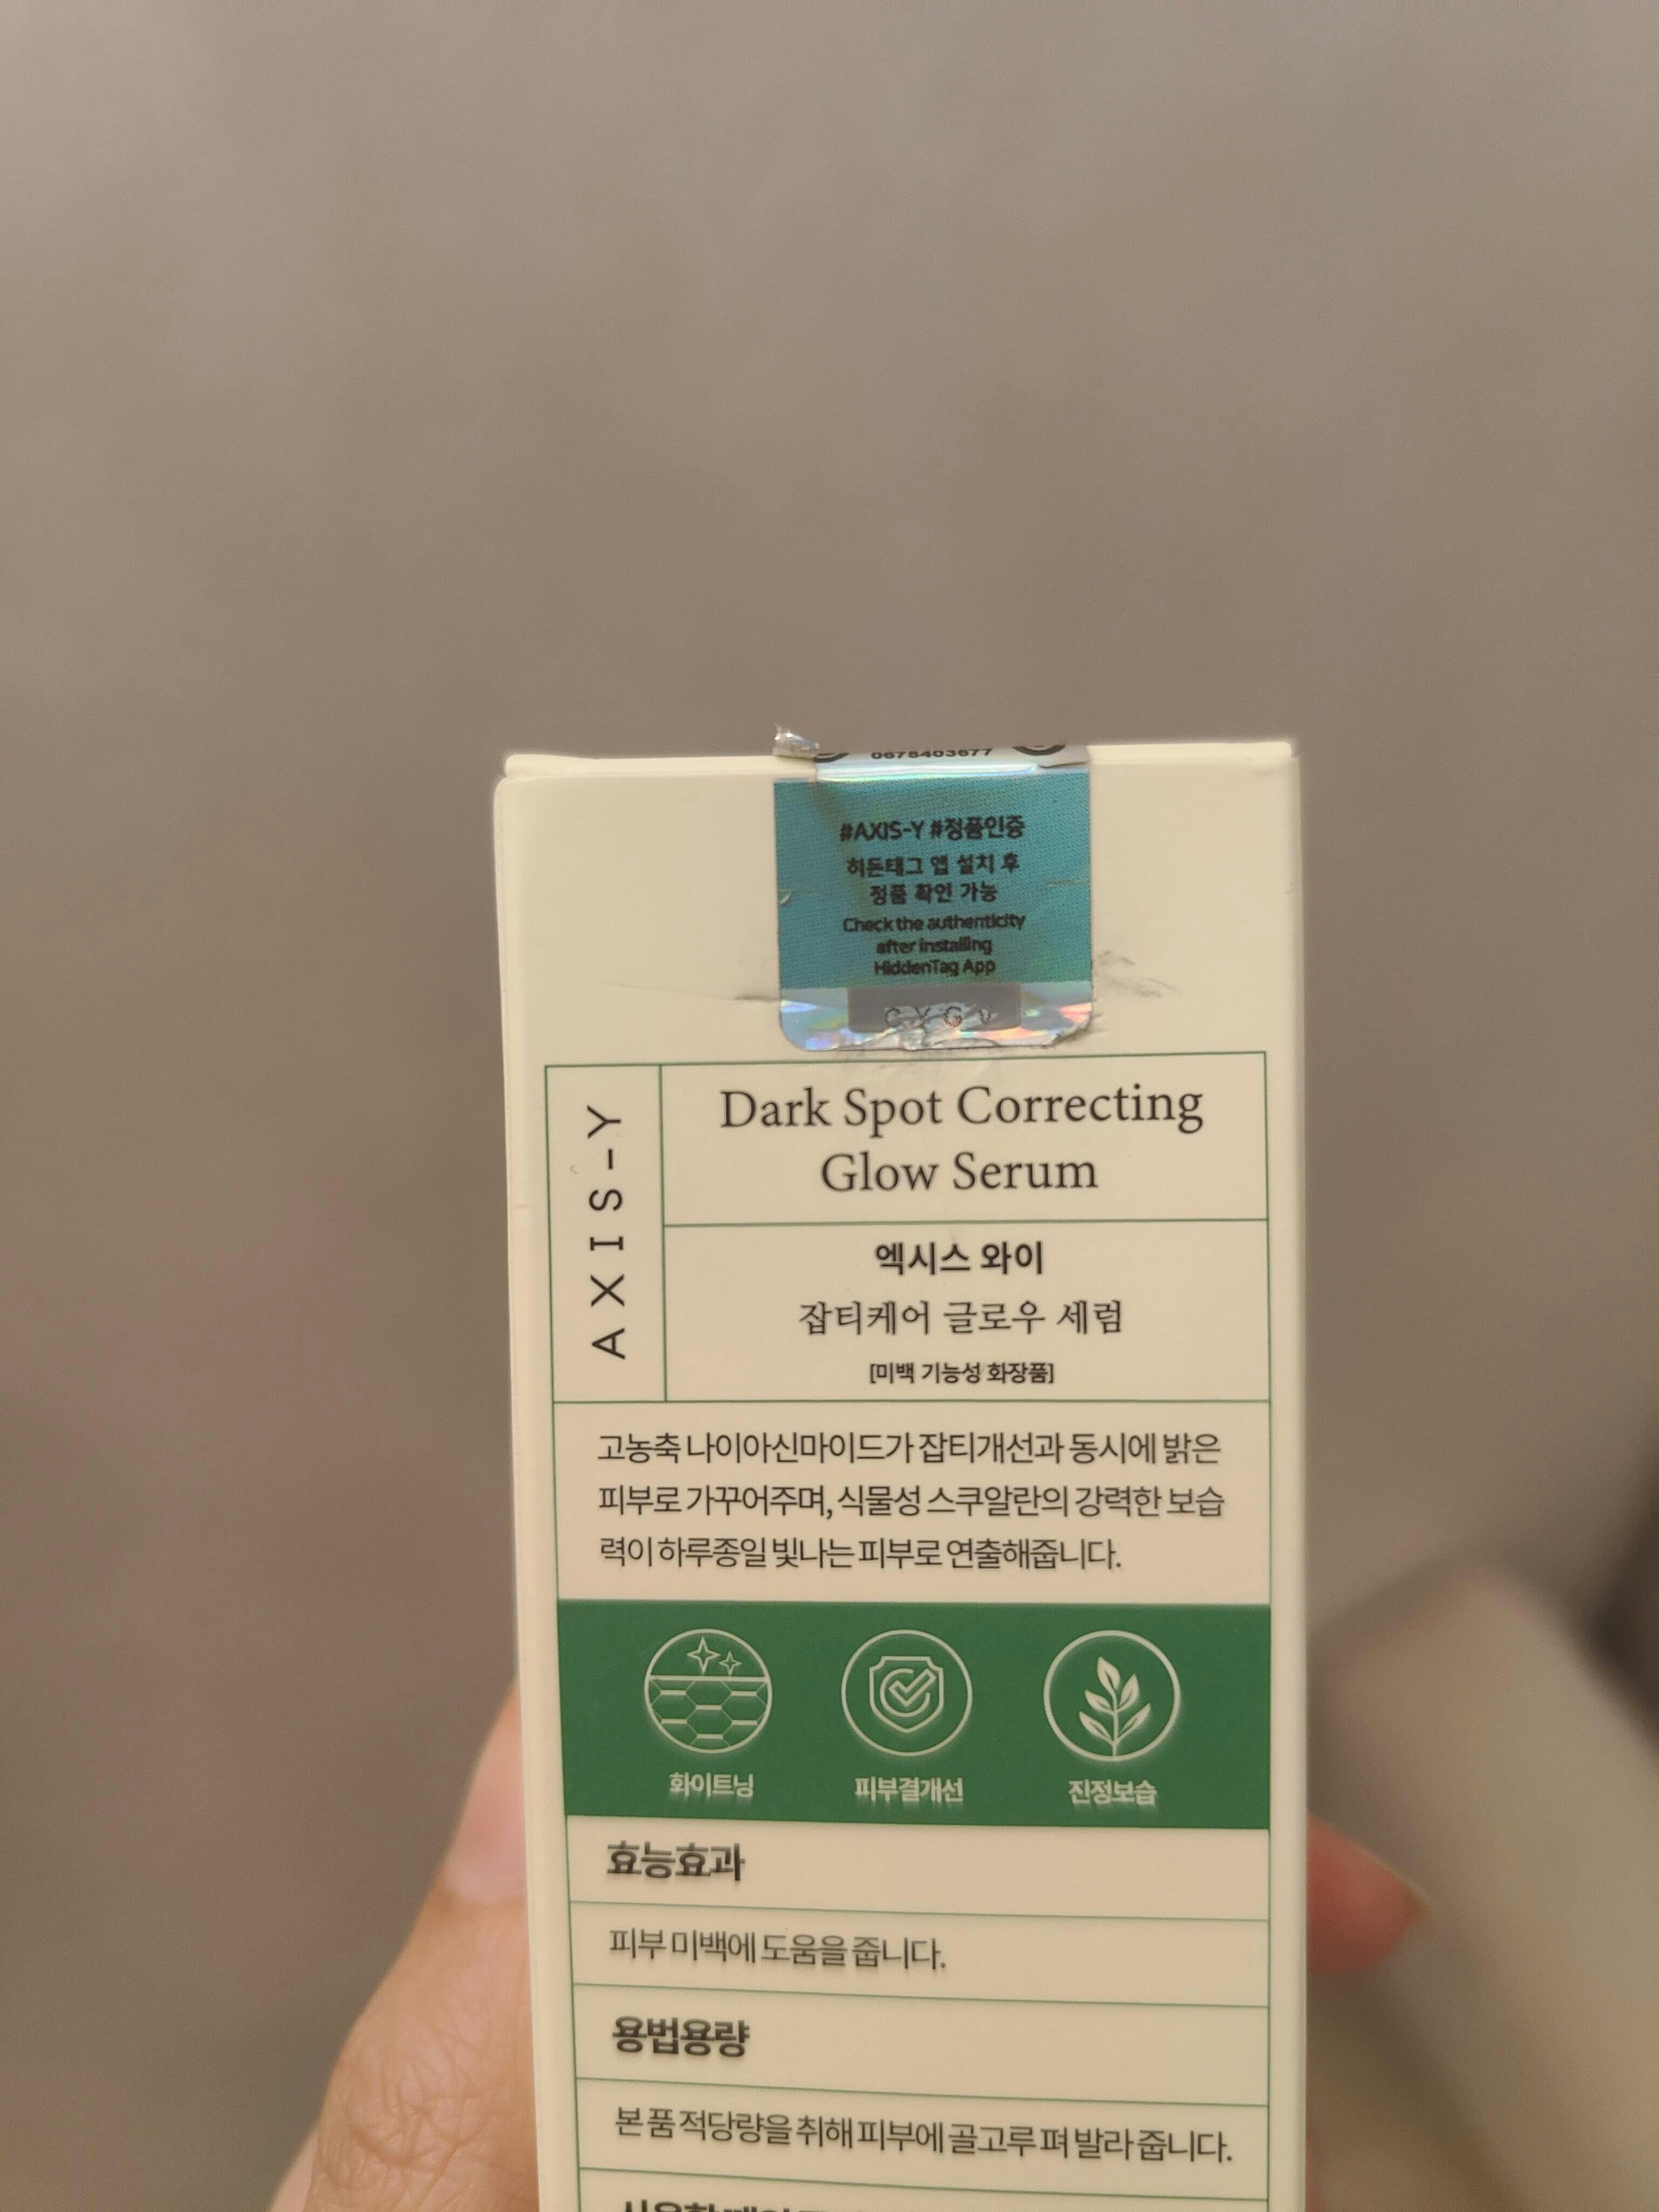 0678403677
#AXIS-Y #정품인증
히든태그 앱 설치 후
정품 확인 가능
Check the authenticity
after installing
HiddenTag App
AXIS-Y
Dark Spot Correcting
Glow Serum
엑시스 와이
잡티케어 글로우 세럼
[미백 기능성 화장품]
고농축 나이아신마이드가 잡티개선과 동시에 밝은
피부로 가꾸어주며, 식물성 스쿠알란의 강력한 보습
력이 하루종일 빛나는 피부로 연출해줍니다.
화이트닝
피부결개선
진정보습
효능효과
피부 미백에 도움을 줍니다.
용법용량
본 품 적당량을 취해 피부에 골고루 펴 발라 줍니다.